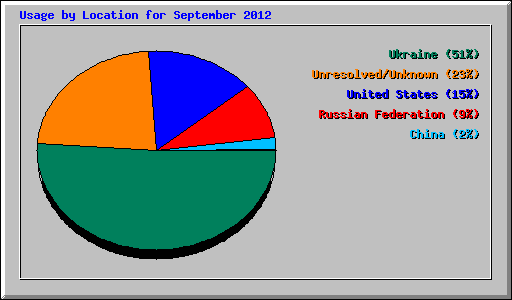 Usage by Location for September 2012
Ukraine (51%)
Unresolved/Unknown (23%)
United States (15%)
Russian Federation (9%)
China (2%)